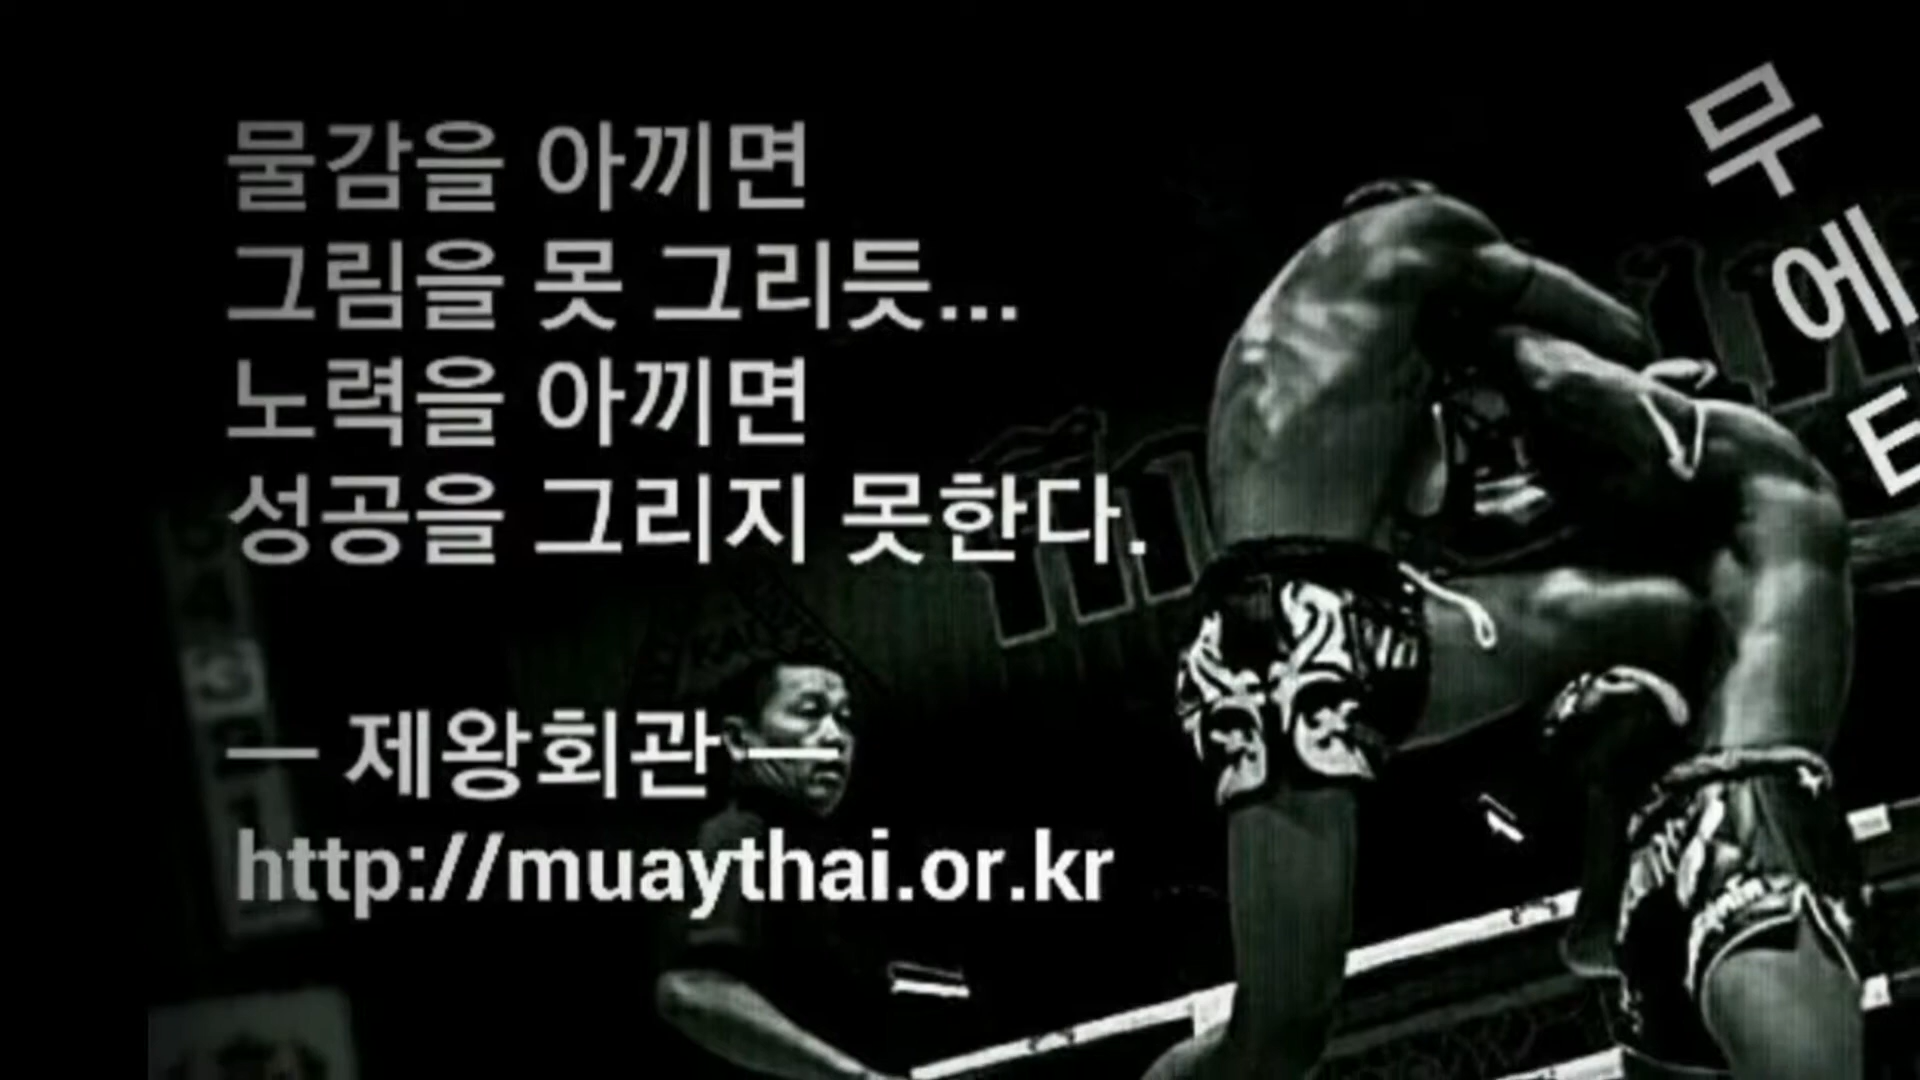 물감을 아끼면
그림을 못 그리듯...
노력을 아끼면
성공을 그리지 못한다.
— 제왕회관 —
http://muaythai.or.kr
무
에